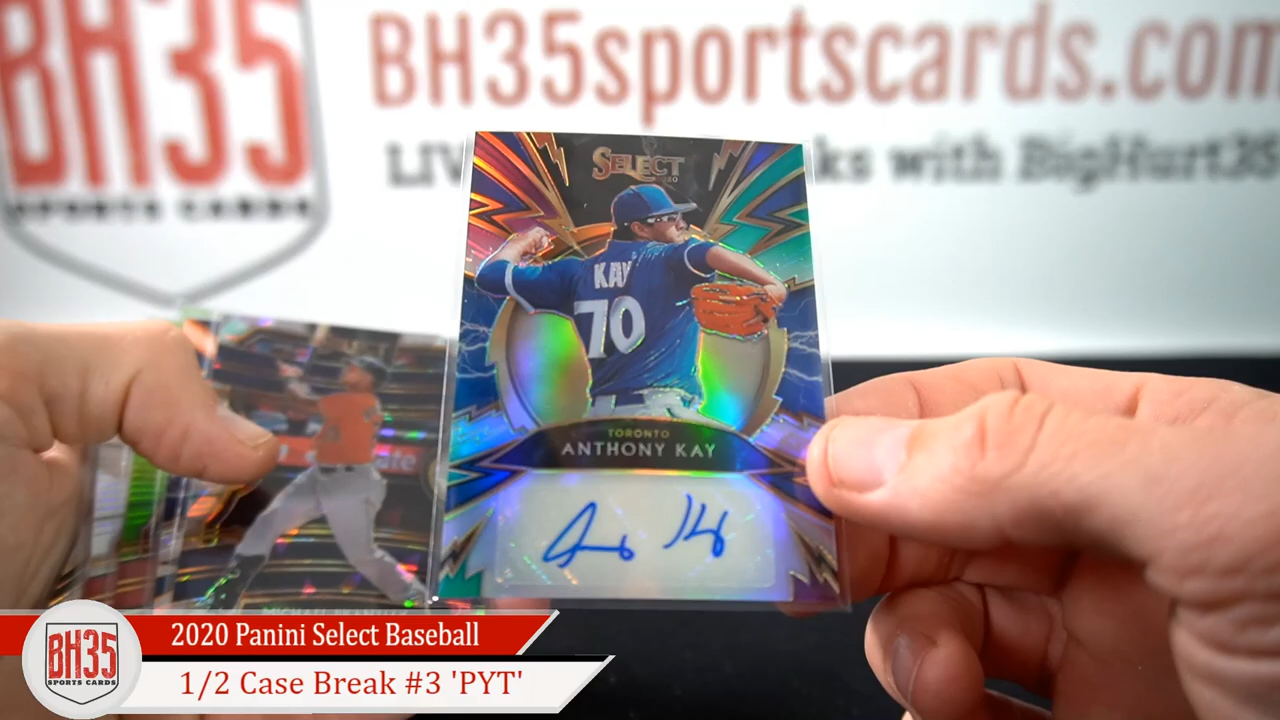 BH35
SPORTS CARDS
BH35sportscards.com
LIV ks with BigHurt35
SELECT
KAY
70
TORONTO
ANTHONY KAY
BH35
SPORTS CARDS
2020 Panini Select Baseball
1/2 Case Break #3 'PYT'